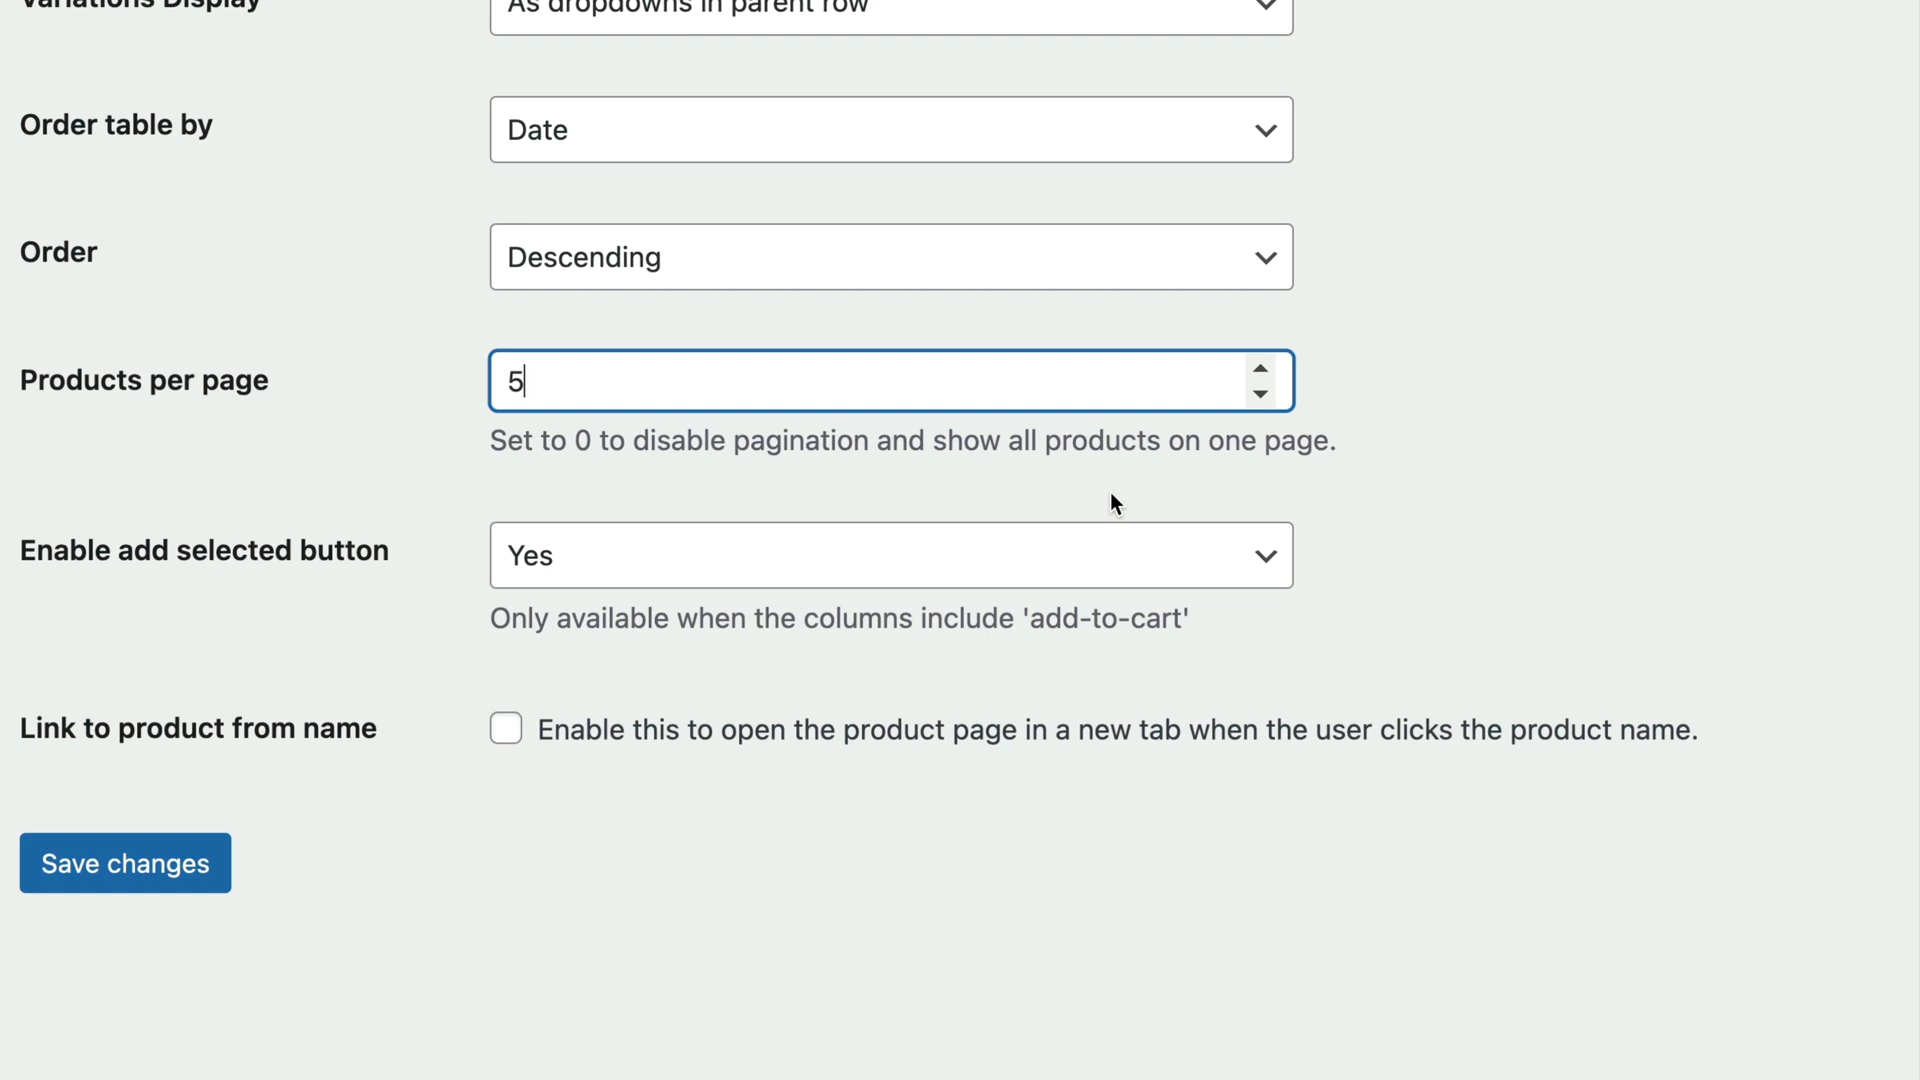 Variations Display
As dropdowns in parent row
Order table by
Date
Order
Descending
Products per page
5
Set to 0 to disable pagination and show all products on one page.
Enable add selected button
Yes
Only available when the columns include 'add-to-cart'
Link to product from name
Enable this to open the product page in a new tab when the user clicks the product name.
Save changes